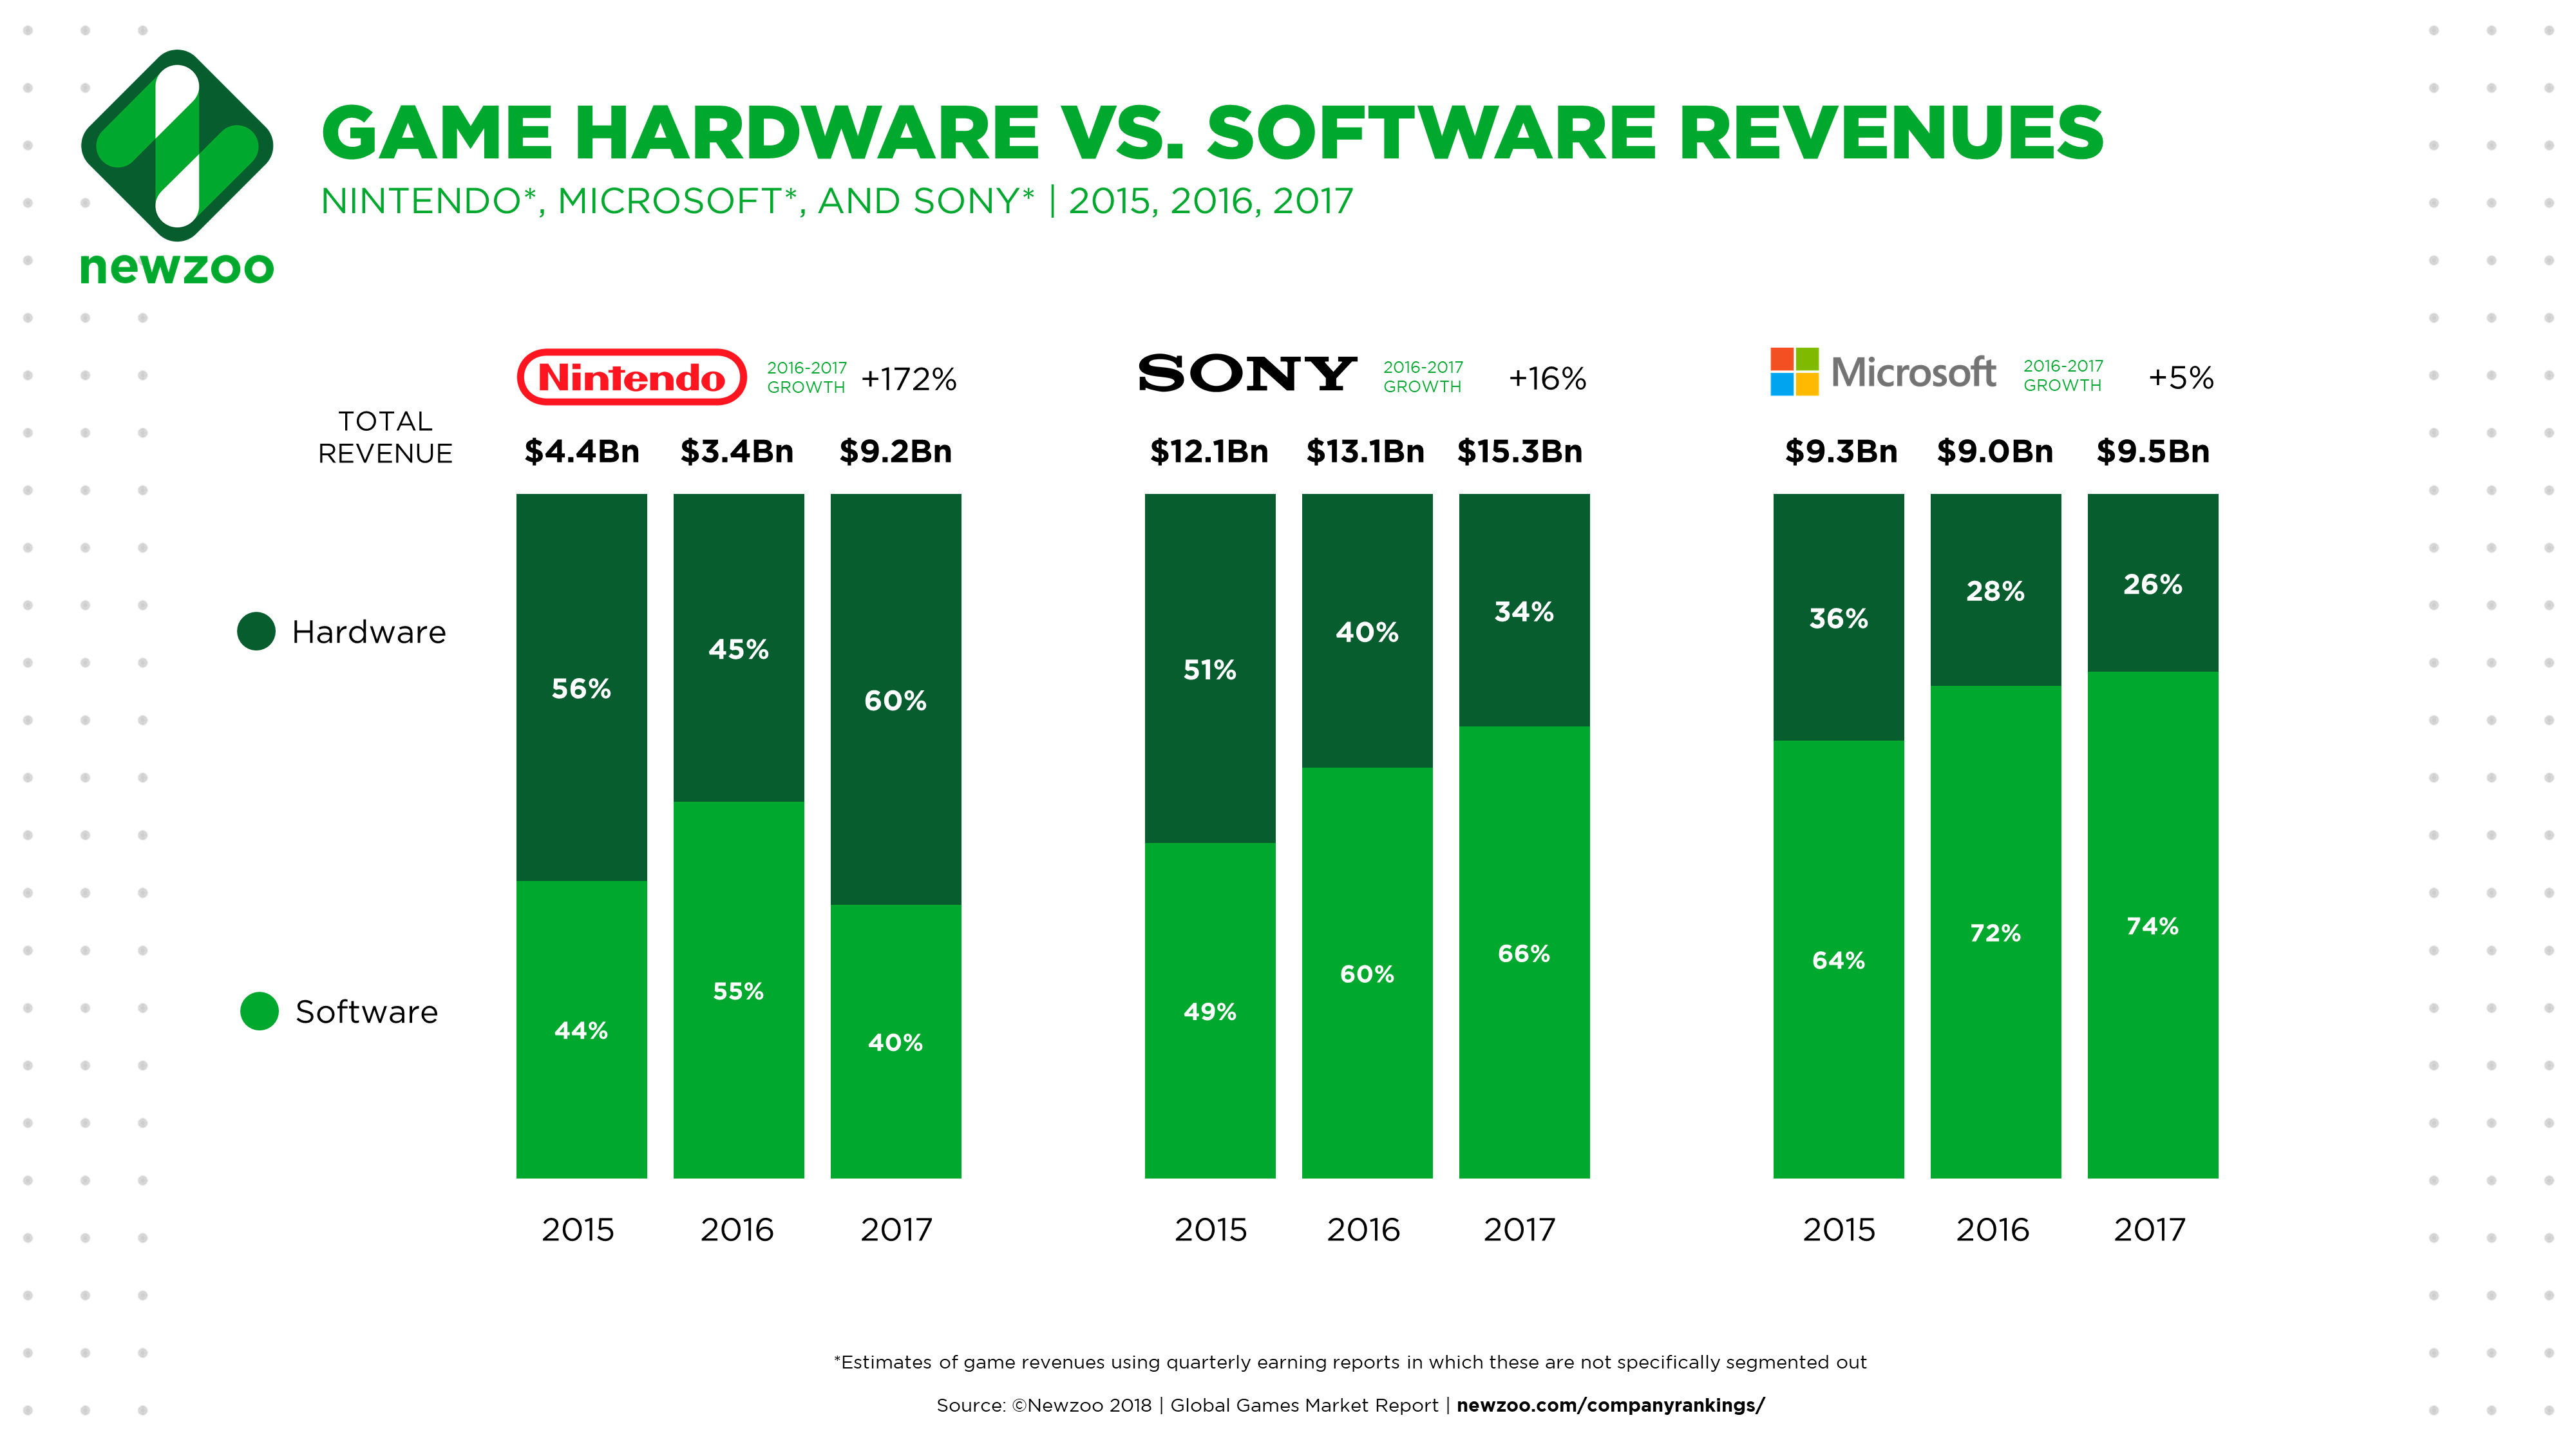 GAME HARDWARE VS. SOFTWARE REVENUES
NINTENDO*, MICROSOFT*, AND SONY* | 2015, 2016, 2017
newzoo
Nintendo
2016-2017
GROWTH
+172%
SONY
2016-2017
GROWTH
+16%
Microsoft
2016-2017
GROWTH
+5%
TOTAL
REVENUE
$4.4Bn $3.4Bn $9.2Bn
$12.1Bn $13.1Bn $15.3Bn
$9.3Bn $9.0Bn $9.5Bn
Hardware
56% 45% 60%
51% 40% 34%
36% 28% 26%
Software
44% 55% 40%
49% 60% 66%
64% 72% 74%
2015 2016 2017
2015 2016 2017
2015 2016 2017
*Estimates of game revenues using quarterly earning reports in which these are not specifically segmented out
Source: ©Newzoo 2018 | Global Games Market Report | newzoo.com/companyrankings/